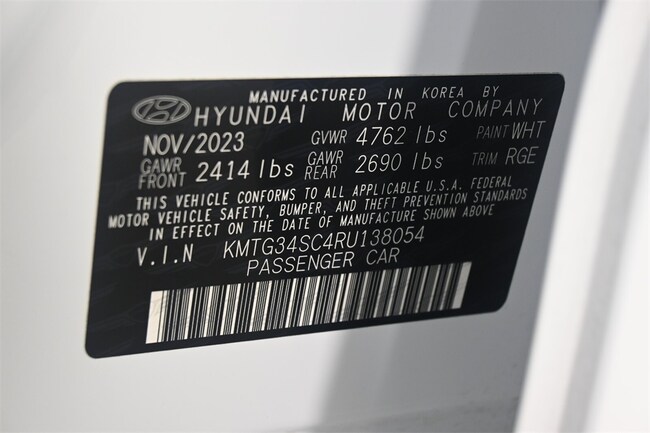 MANUFACTURED IN KOREA BY
HYUNDAI MOTOR COMPANY
NOV/2023 GVWR 4762 lbs PAINT WHT
GAWR FRONT 2414 lbs GAWR REAR 2690 lbs TRIM RGE
THIS VEHICLE CONFORMS TO ALL APPLICABLE U.S.A. FEDERAL
MOTOR VEHICLE SAFETY, BUMPER, AND THEFT PREVENTION STANDARDS
IN EFFECT ON THE DATE OF MANUFACTURE SHOWN ABOVE
V.I.N KMTG34SC4RU138054
PASSENGER CAR